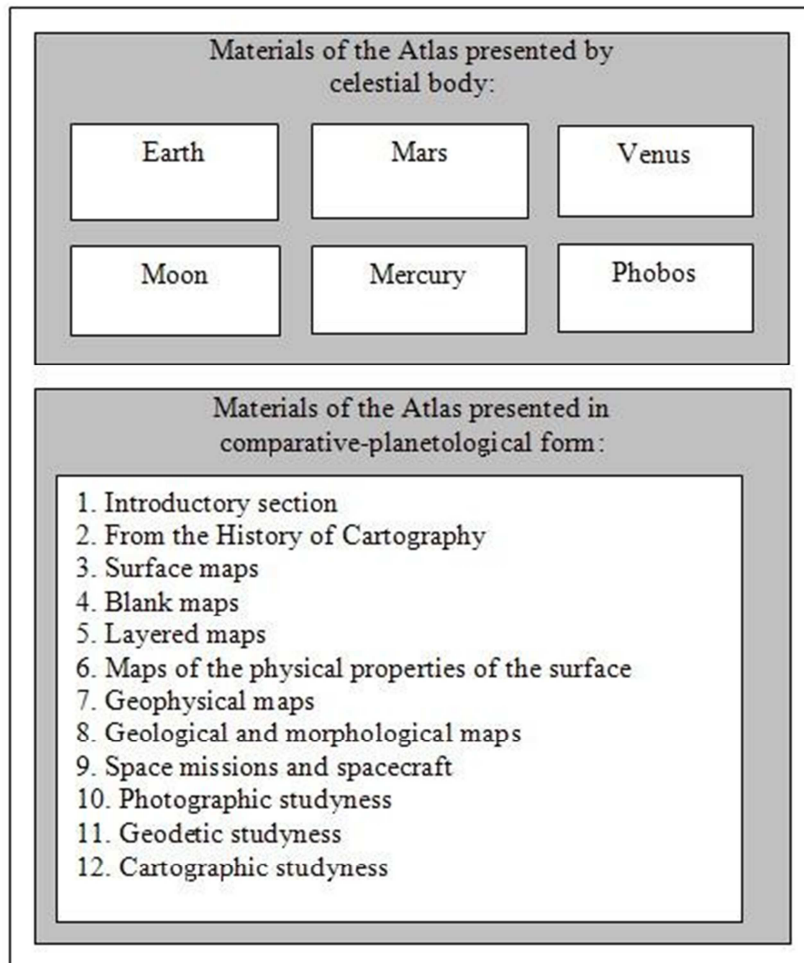 Materials of the Atlas presented by
celestial body:
Earth
Mars
Venus
Moon
Mercury
Phobos
Materials of the Atlas presented in
comparative-planetological form:
1. Introductory section
2. From the History of Cartography
3. Surface maps
4. Blank maps
5. Layered maps
6. Maps of the physical properties of the surface
7. Geophysical maps
8. Geological and morphological maps
9. Space missions and spacecraft
10. Photographic studyness
11. Geodetic studyness
12. Cartographic studyness